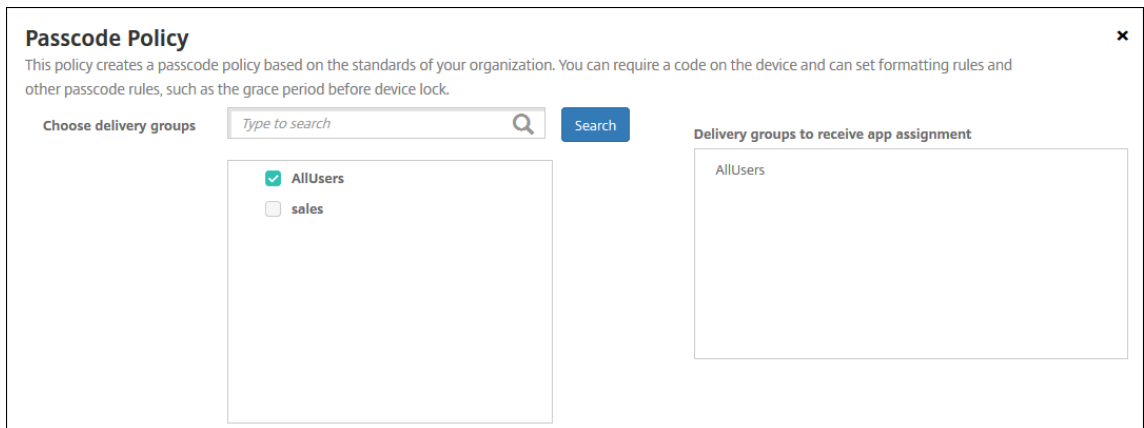 Passcode Policy
This policy creates a passcode policy based on the standards of your organization. You can require a code on the device and can set formatting rules and
other passcode rules, such as the grace period before device lock.
Choose delivery groups
Type to search
Search
Delivery groups to receive app assignment
AllUsers
sales
AllUsers